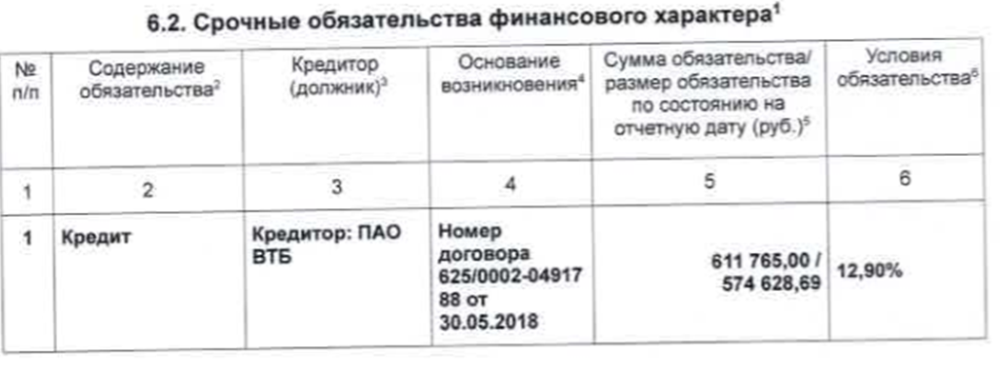 6.2. Срочные обязательства финансового характера¹
№
п/п
Содержание
обязательства²
Кредитор
(должник)³
Основание
возникновения⁴
Сумма обязательства/
размер обязательства
по состоянию на
отчетную дату (руб.)⁵
Условия
обязательства⁶
1
2
3
4
5
6
1
Кредит
Кредитор: ПАО
ВТБ
Номер
договора
625/0002-04917
88 от
30.05.2018
611 765,00 /
574 628,69
12,90%